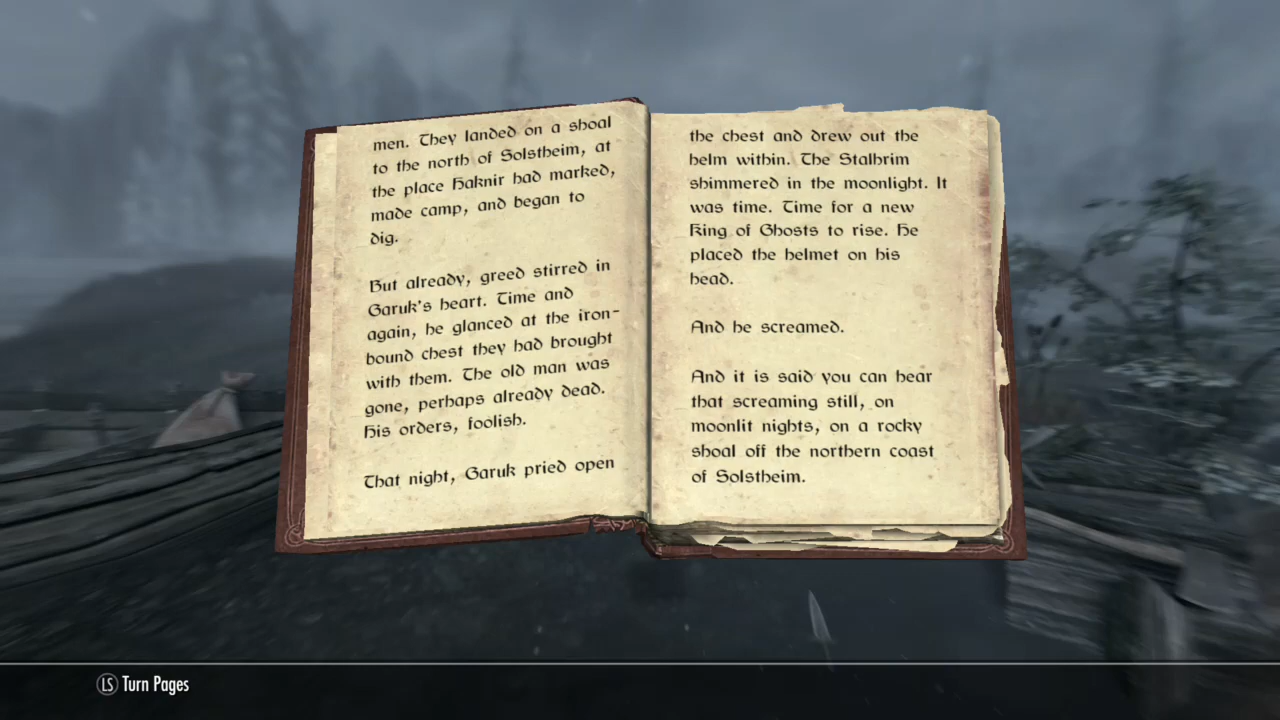 men. They landed on a shoal
to the north of Solstheim, at
the place Haknir had marked,
made camp, and began to
dig.
But already, greed stirred in
Garuk's heart. Time and
again, he glanced at the iron-
bound chest they had brought
with them. The old man was
gone, perhaps already dead.
His orders, foolish.
That night, Garuk pried open
the chest and drew out the
helm within. The Stalhrim
shimmered in the moonlight. It
was time. Time for a new
King of Ghosts to rise. He
placed the helmet on his
head.
And he screamed.
And it is said you can hear
that screaming still, on
moonlit nights, on a rocky
shoal off the northern coast
of Solstheim.
LS Turn Pages